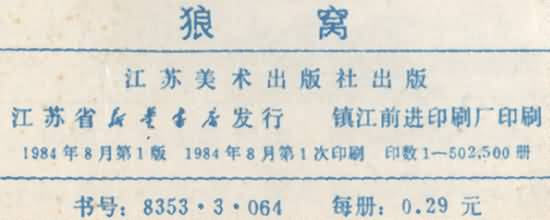 狼窝
江苏美术出版社出版
江苏省新华书店发行 镇江前进印刷厂印刷
1984年8月第1版 1984年8月第1次印刷 印数1—502,500册
书号：8353·3·064 每册：0.29元